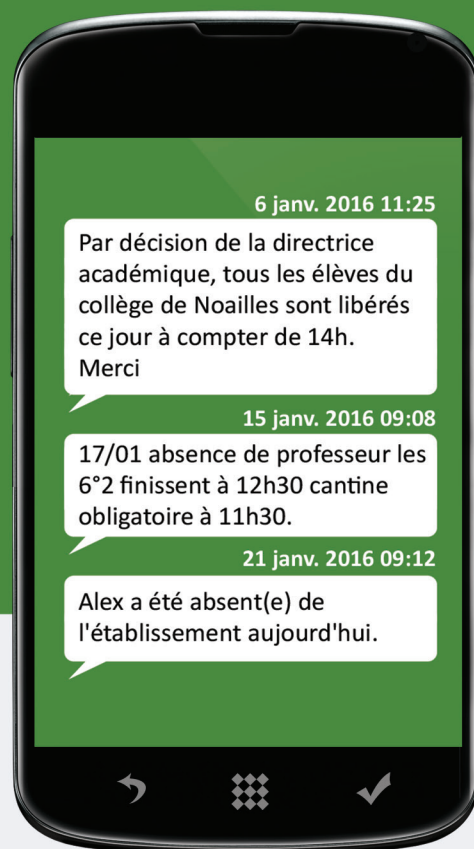 6 janv. 2016 11:25
Par décision de la directrice
académique, tous les élèves du
collège de Noailles sont libérés
ce jour à compter de 14h.
Merci
15 janv. 2016 09:08
17/01 absence de professeur les
6°2 finissent à 12h30 cantine
obligatoire à 11h30.
21 janv. 2016 09:12
Alex a été absent(e) de
l'établissement aujourd'hui.